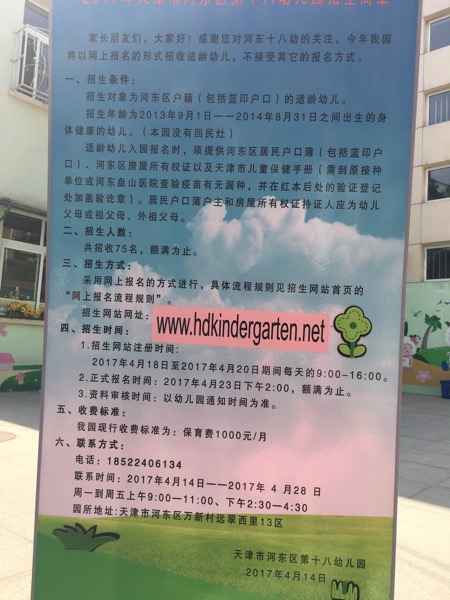 2017年天津市河东区第十八幼儿园招生简章
家长朋友们，大家好！感谢您对河东十八幼的关注，今年我园
将以网上报名的形式招收适龄幼儿，不接受其它的报名方式。
一、招生条件：
招生对象为河东区户籍（包括蓝印户口）的适龄幼儿。
招生年龄为2013年9月1——2014年8月31日之间出生的身
体健康的幼儿。（本园没有回民灶）
适龄幼儿入园报名时，须提供河东区居民户口薄（包括蓝印户
口）、河东区房屋所有权证以及天津市儿童保健手册（需到原接种
单位或河东盘山医院查验疫苗有无漏种，并在红本后处的验证登记
处加盖验讫章）。居民户口薄户主和房屋所有权证持证人应为幼儿
父母或祖父母、外祖父母。
二、招生人数：
共招收75名，额满为止。
三、招生方式：
采用网上报名的方式进行，具体流程规则见招生网站首页的
“网上报名流程规则”。
招生网站网址：www.hdkindergarten.net
四、招生时间：
1.招生网站注册时间：
2017年4月18日至2017年4月20日期间每天的9:00-16:00。
2.正式报名时间：2017年4月23日下午2:00，额满为止。
3.资料审核时间：以幼儿园通知时间为准。
五、收费标准：
我园现行收费标准为：保育费1000元/月
六、联系方式：
电话：18522406134
联系时间：2017年4月14日——2017年 4月28 日
周一到周五上午9:00—11:00、下午2:30—4:30
园所地址:天津市河东区万新村远翠西里13区
天津市河东区第十八幼儿园
2017年4月14日